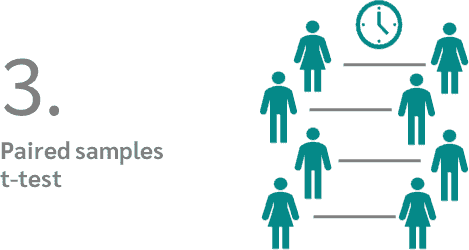 3.
Paired samples
t-test